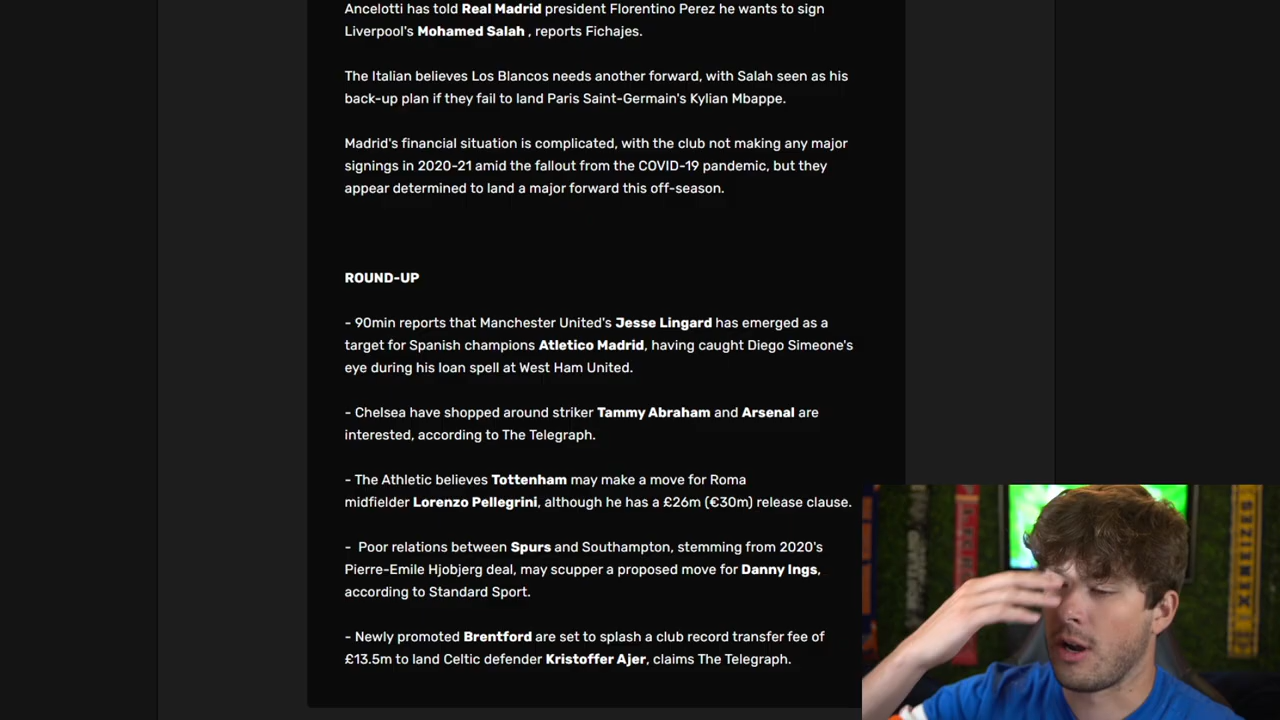 Ancelotti has told Real Madrid president Florentino Perez he wants to sign
Liverpool's Mohamed Salah , reports Fichajes.
The Italian believes Los Blancos needs another forward, with Salah seen as his
back-up plan if they fail to land Paris Saint-Germain's Kylian Mbappe.
Madrid's financial situation is complicated, with the club not making any major
signings in 2020-21 amid the fallout from the COVID-19 pandemic, but they
appear determined to land a major forward this off-season.
ROUND-UP
- 90min reports that Manchester United's Jesse Lingard has emerged as a
target for Spanish champions Atletico Madrid, having caught Diego Simeone's
eye during his loan spell at West Ham United.
- Chelsea have shopped around striker Tammy Abraham and Arsenal are
interested, according to The Telegraph.
- The Athletic believes Tottenham may make a move for Roma
midfielder Lorenzo Pellegrini, although he has a £26m (€30m) release clause.
- Poor relations between Spurs and Southampton, stemming from 2020's
Pierre-Emile Hjobjerg deal, may scupper a proposed move for Danny Ings,
according to Standard Sport.
- Newly promoted Brentford are set to splash a club record transfer fee of
£13.5m to land Celtic defender Kristoffer Ajer, claims The Telegraph.